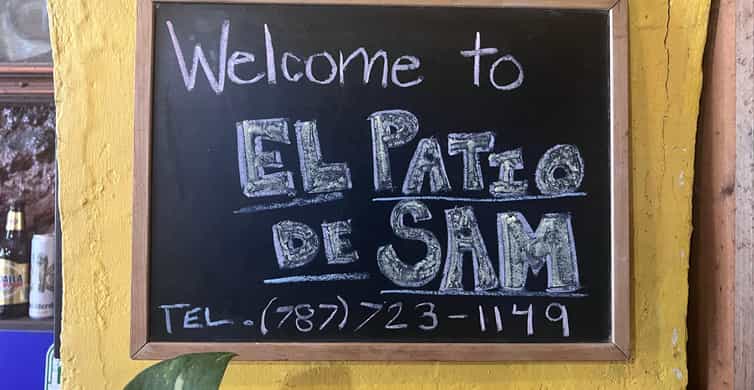 Welcome to
EL PATIO
DE SAM
TEL. (787) 723-1149